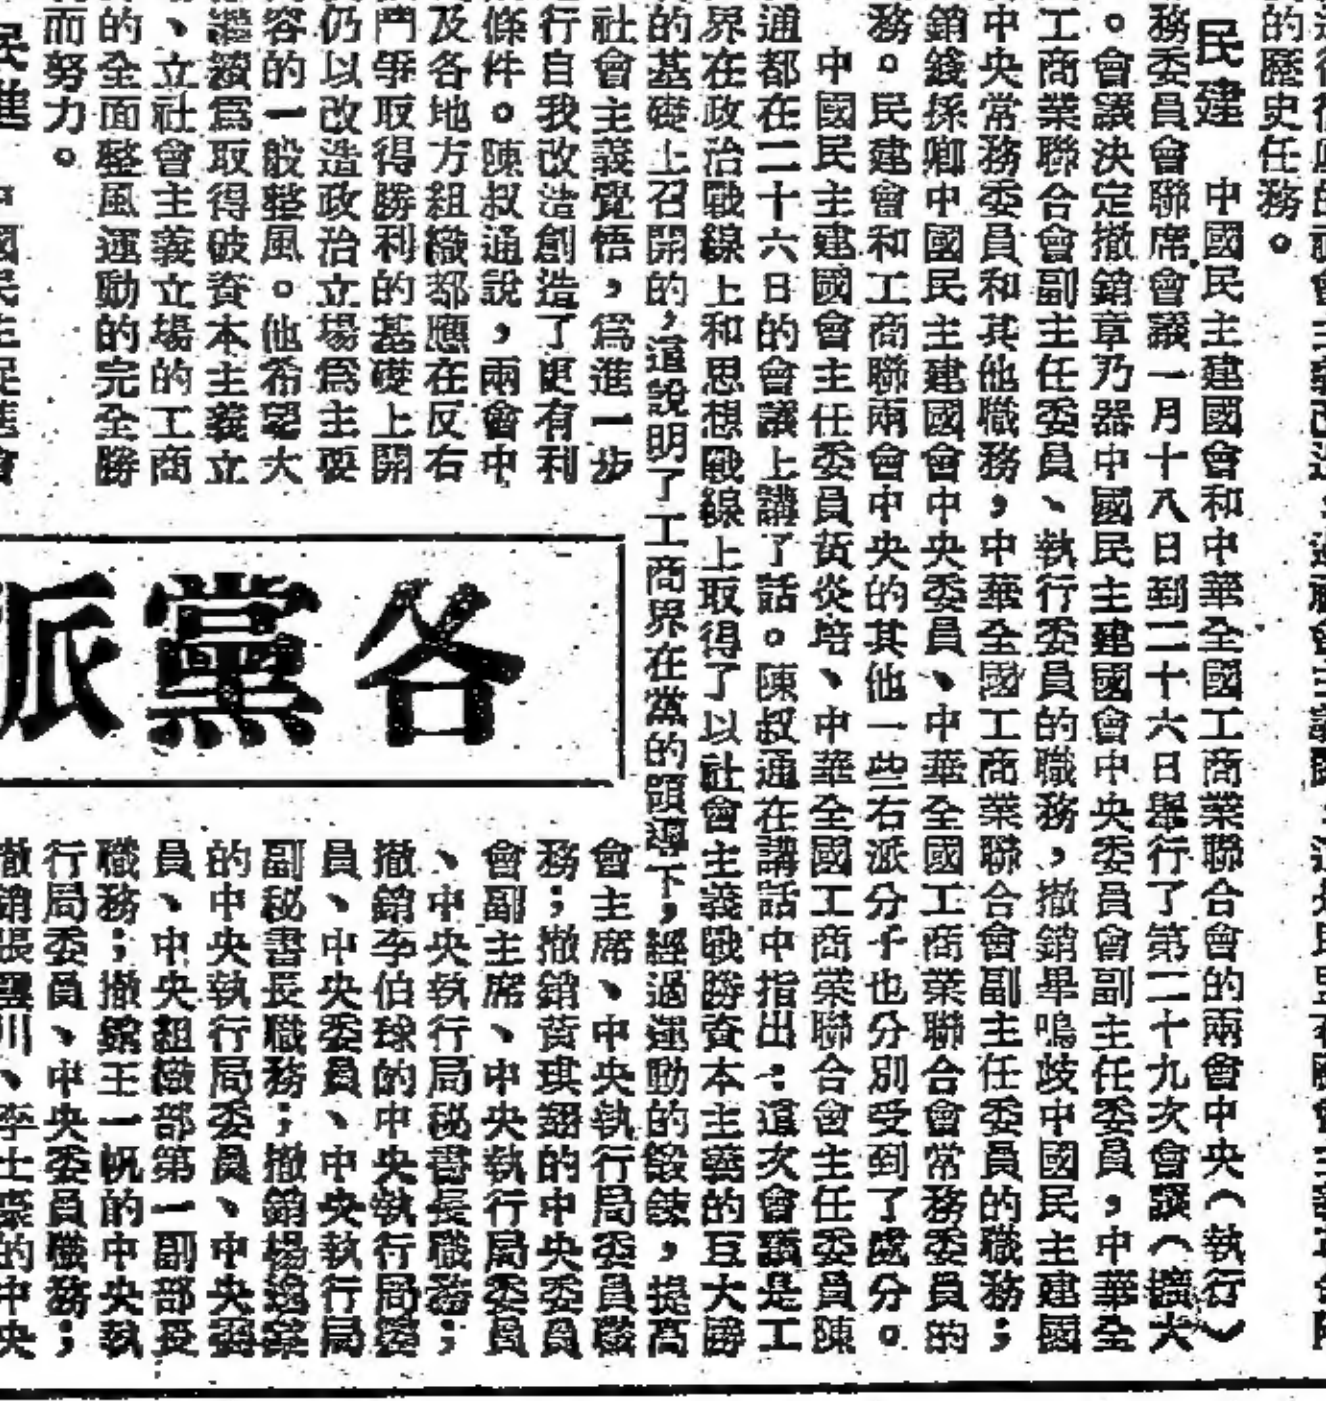 的歷史任務。
民建　中國民主建國會和中華全國工商業聯合會的兩會中央（執行）
務委員會聯席會議一月十八日到二十六日舉行了第二十九次會議（擴大
。會議決定撤銷章乃器中國民主建國會中央委員會副主任委員，中華全
工商業聯合會副主任委員、執行委員的職務，撤銷畢鳴岐中國民主建國
中央常務委員和其他職務，中華全國工商業聯合會副主任委員的職務；
銷錢孫卿中國民主建國會中央委員、中華全國工商業聯合會常務委員的
務。民建會和工商聯兩會中央的其他一些右派分子也分別受到了處分。
中國民主建國會主任委員黃炎培、中華全國工商業聯合會主任委員陳
通都在二十六日的會議上講了話。陳叔通在講話中指出：這次會議是工
界在政治戰線上和思想戰線上取得了以社會主義戰勝資本主義的巨大勝
的基礎上召開的，這說明了工商界在黨的領導下，經過運動的鍛鍊，提高
社會主義覺悟，爲進一步
行自我改造創造了更有利
條件。陳叔通說，兩會中
及各地方組織都應在反右
鬥爭取得勝利的基礎上開
仍以改造政治立場爲主要
容的一般整風。他希望大
繼續爲取得破資本主義立
、立社會主義立場的工商
的全面整風運動的完全勝
而努力。
民進　中國民主促進會
各黨派
會主席、中央執行局委員職
務；撤銷黃琪翔的中央委員
會副主席、中央執行局委員
、中央執行局秘書長職務；
撤銷李伯球的中央執行局委
員、中央委員、中央執行局
副秘書長職務；撤銷楊逸棠
的中央執行局委員、中央委
員、中央組織部第一副部長
職務；撤銷王一帆的中央執
行局委員、中央委員職務；
撤銷張雲川、李士豪的中央